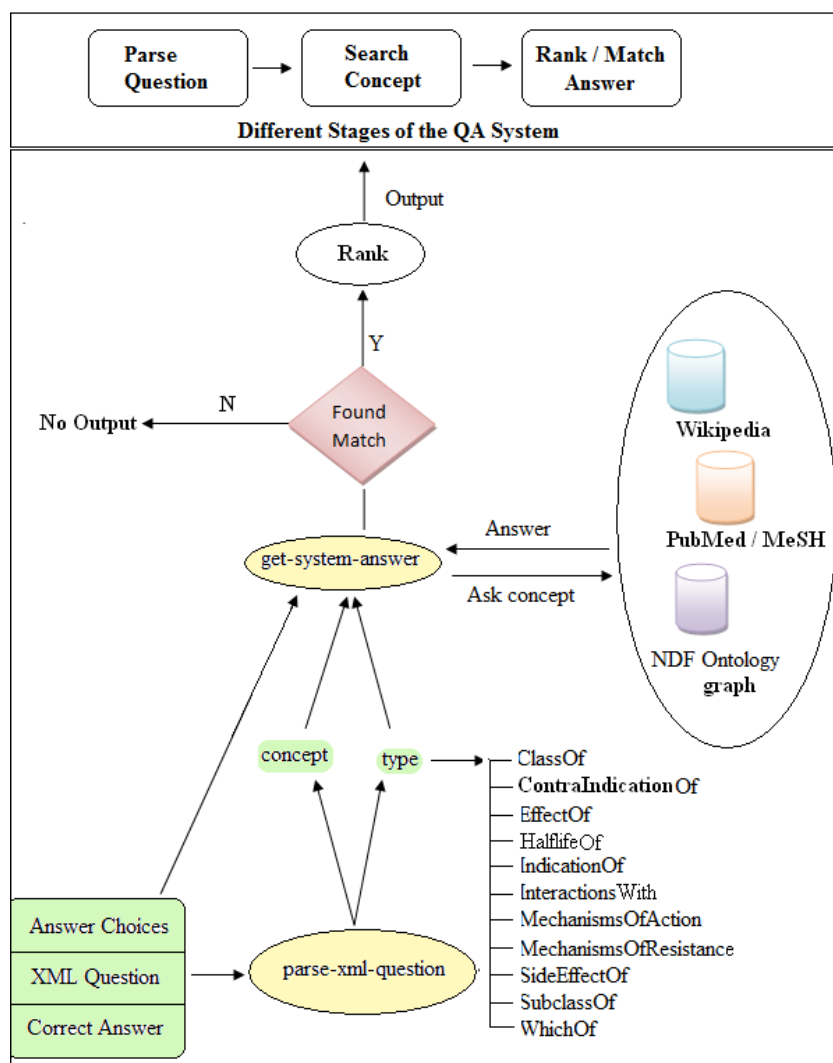 Parse
Question
Search
Concept
Rank / Match
Answer
Different Stages of the QA System
Output
Rank
Y
N
No Output
Found
Match
Wikipedia
PubMed / MeSH
NDF Ontology
graph
get-system-answer
Answer
Ask concept
concept
type
ClassOf
ContraIndicationOf
EffectOf
HalflifeOf
IndicationOf
InteractionsWith
MechanismsOfAction
MechanismsOfResistance
SideEffectOf
SubclassOf
WhichOf
Answer Choices
XML Question
Correct Answer
parse-xml-question